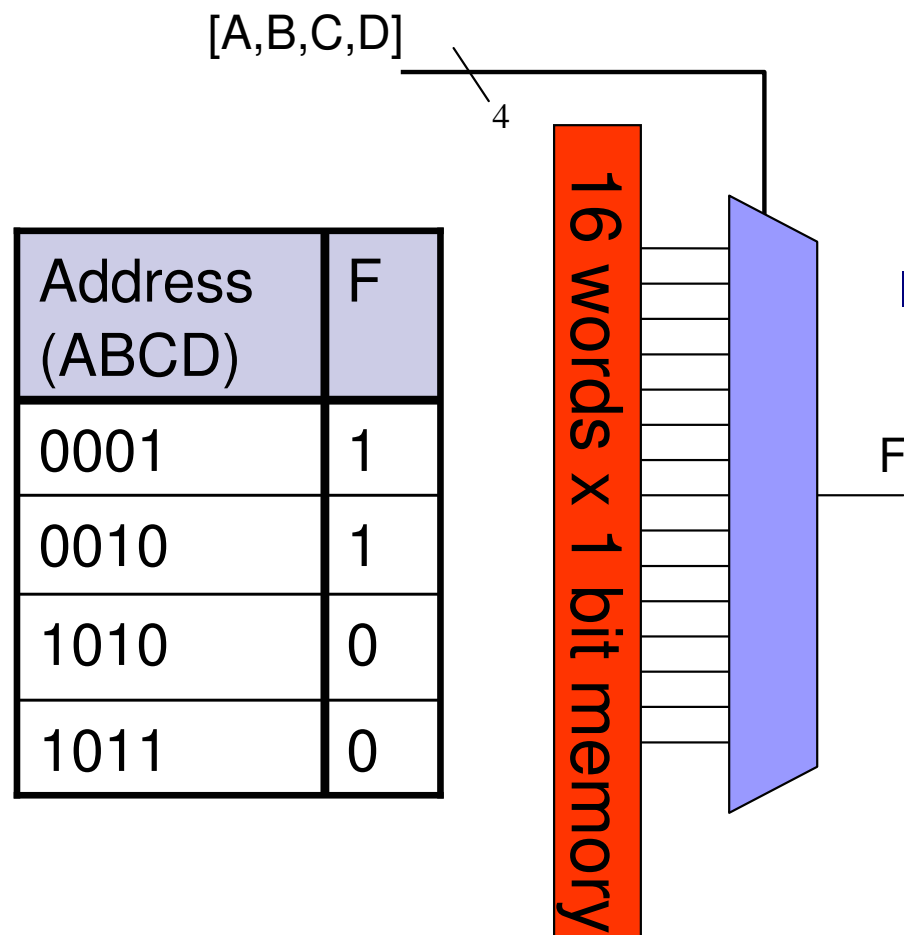 [A,B,C,D]
4
Address F
(ABCD)
0001 1
0010 1
1010 0
1011 0
16 words x 1 bit memory
F